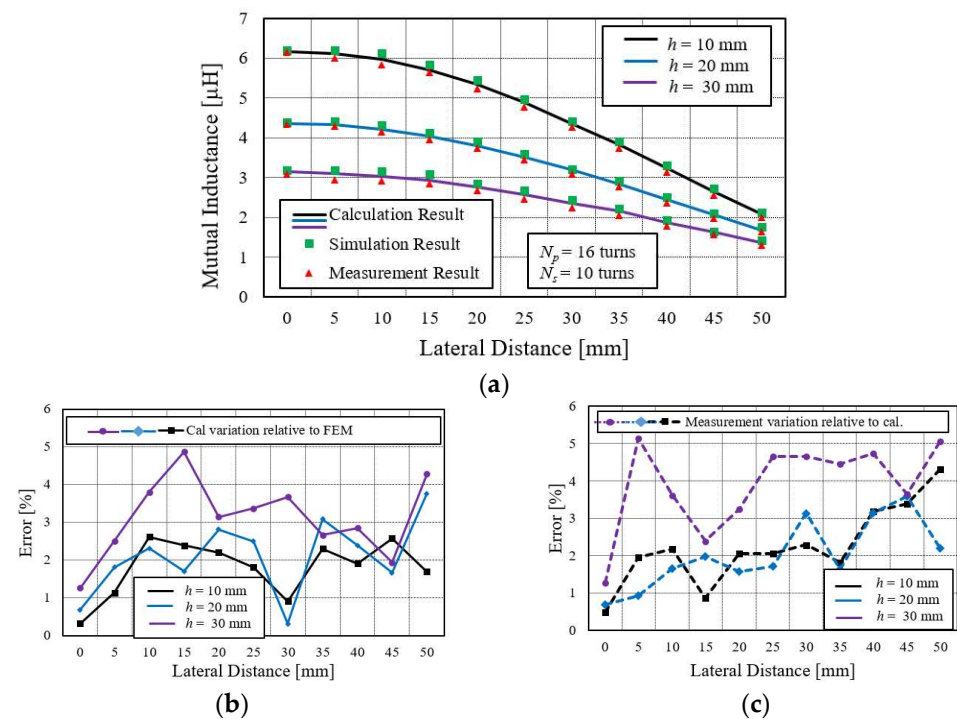 7
6
5
4
3
2
1
0
Mutual Inductance [µH]
h = 10 mm
h = 20 mm
h = 30 mm
Calculation Result
Simulation Result
Measurement Result
N_p = 16 turns
N_s = 10 turns
0 5 10 15 20 25 30 35 40 45 50
Lateral Distance [mm]
(a)
6
5
4
3
2
1
0
Error [%]
Cal variation relative to FEM
h = 10 mm
h = 20 mm
h = 30 mm
0 5 10 15 20 25 30 35 40 45 50
Lateral Distance [mm]
(b)
6
5
4
3
2
1
0
Error [%]
Measurement variation relative to cal.
h = 10 mm
h = 20 mm
h = 30 mm
0 5 10 15 20 25 30 35 40 45 50
Lateral Distance [mm]
(c)